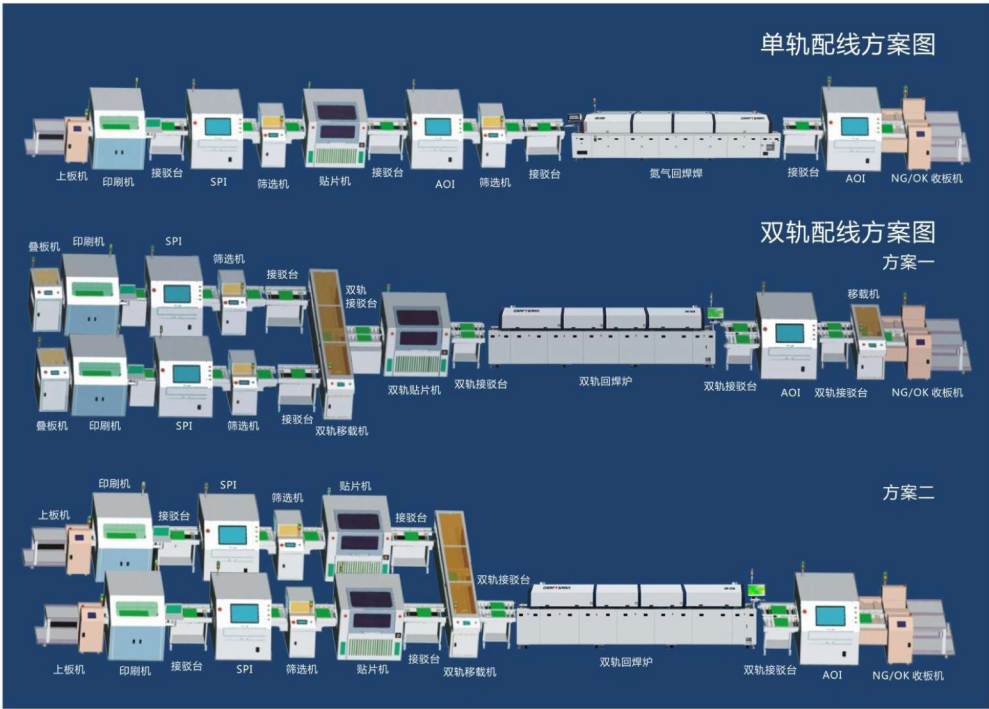 单轨配线方案图
上板机
印刷机
接驳台
SPI
筛选机
贴片机
接驳台
AOI
筛选机
接驳台
氮气回焊焊
接驳台
AOI
NG/OK 收板机
双轨配线方案图
方案一
叠板机
印刷机
SPI
筛选机
接驳台
双轨
接驳台
移载机
叠板机
印刷机
SPI
筛选机
接驳台
双轨移载机
双轨贴片机
双轨接驳台
双轨回焊炉
双轨接驳台
AOI
双轨接驳台
NG/OK 收板机
方案二
上板机
印刷机
接驳台
SPI
筛选机
贴片机
接驳台
双轨接驳台
上板机
印刷机
接驳台
SPI
筛选机
贴片机
接驳台
双轨移载机
双轨回焊炉
双轨接驳台
AOI
NG/OK 收板机